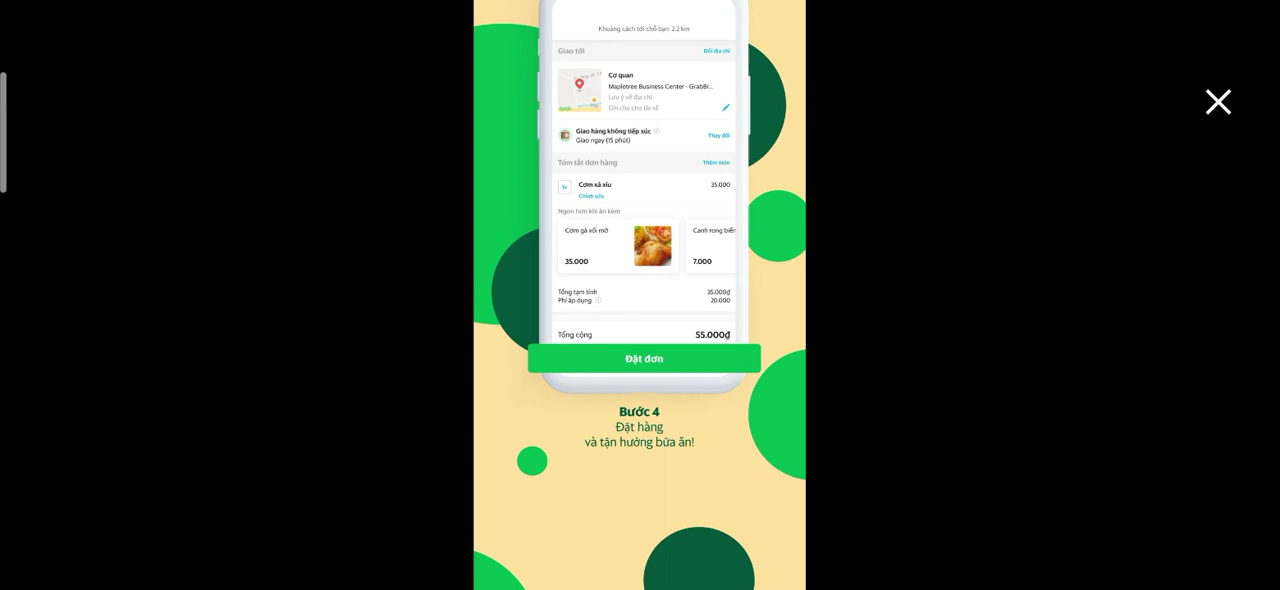 Khoảng cách tới chỗ bạn: 2.2 km
Giao tới
Đổi địa chỉ
Cơ quan
Mapletree Business Center - GrabBi...
Lưu ý về địa chỉ
Ghi chú cho tài xế
Giao hàng không tiếp xúc
Giao ngay (15 phút)
Thay đổi
Tóm tắt đơn hàng
Thêm món
1x
Cơm xá xíu
35.000
Chỉnh sửa
Ngon hơn khi ăn kèm
Cơm gà xối mỡ
35.000
Canh rong biển
7.000
Tổng tạm tính
35.000₫
Phí áp dụng
20.000
Tổng cộng
55.000₫
Đặt đơn
Bước 4
Đặt hàng
và tận hưởng bữa ăn!